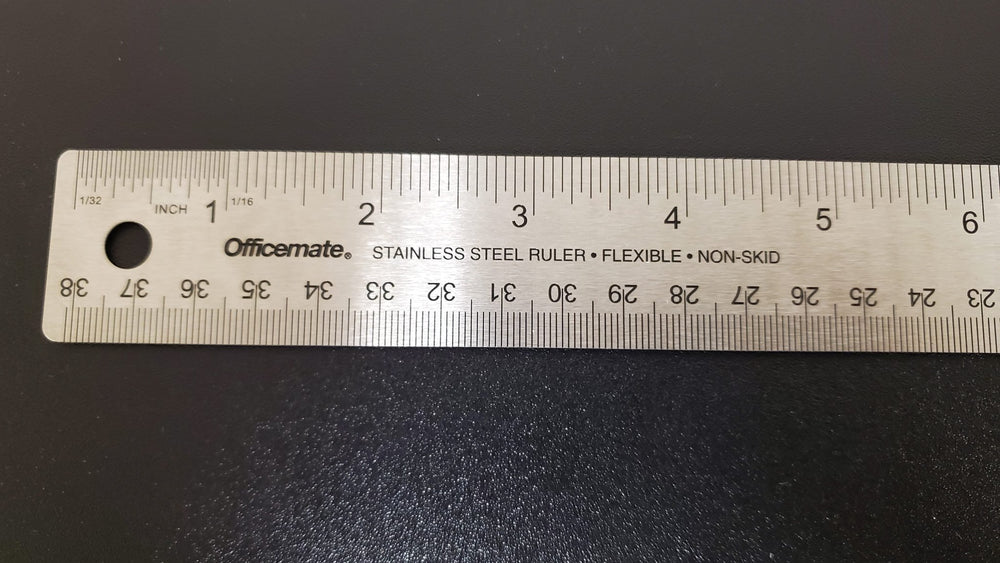 1 2 3 4 5 6
1/32 INCH 1/16
Officemate® STAINLESS STEEL RULER • FLEXIBLE • NON-SKID
38 37 36 35 34 33 32 31 30 29 28 27 26 25 24 23